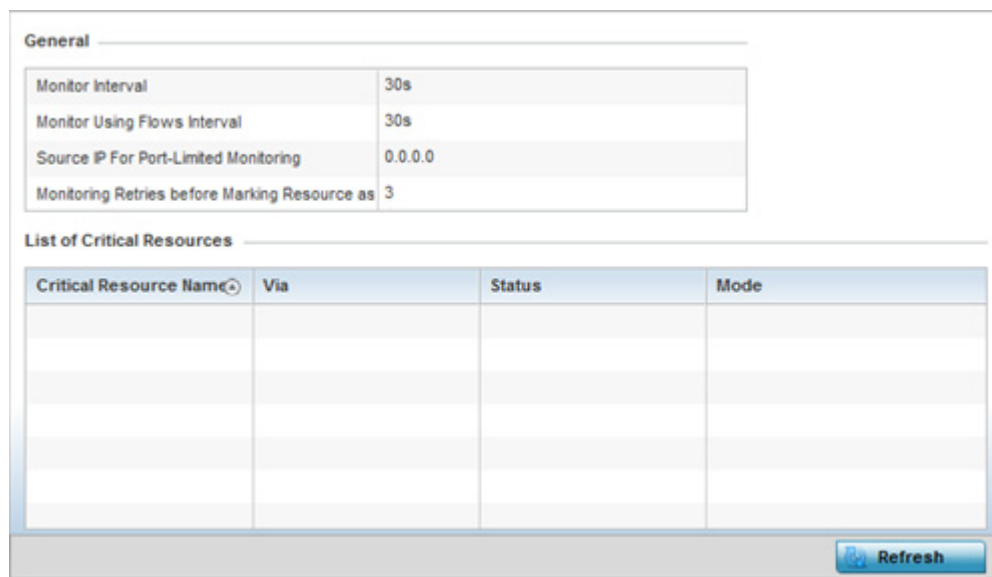 General
Monitor Interval 30s
Monitor Using Flows Interval 30s
Source IP For Port-Limited Monitoring 0.0.0.0
Monitoring Retries before Marking Resource as 3
List of Critical Resources
Critical Resource Name Via Status Mode
Refresh